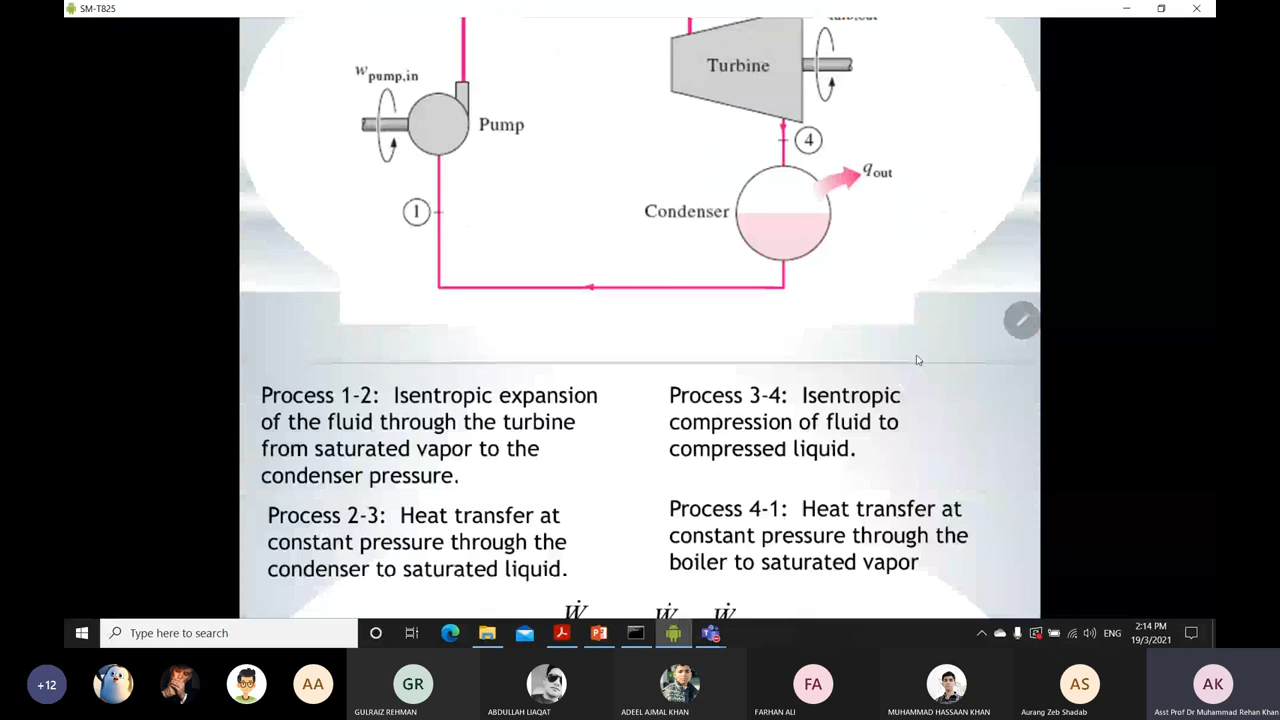 SM-T825
w pump,in
Turbine
Pump
4
q out
1
Condenser
Process 1-2: Isentropic expansion
of the fluid through the turbine
from saturated vapor to the
condenser pressure.
Process 2-3: Heat transfer at
constant pressure through the
condenser to saturated liquid.
Process 3-4: Isentropic
compression of fluid to
compressed liquid.
Process 4-1: Heat transfer at
constant pressure through the
boiler to saturated vapor
Ẇ Ẇ Ẇ
Type here to search
ENG
2:14 PM
19/3/2021
+12
AA
GR
GULRAIZ REHMAN
ABDULLAH LIAQAT
ADEEL AJMAL KHAN
FA
FARHAN ALI
MUHAMMAD HASSAAN KHAN
AS
Aurang Zeb Shadab
AK
Asst Prof Dr Muhammad Rehan Khan